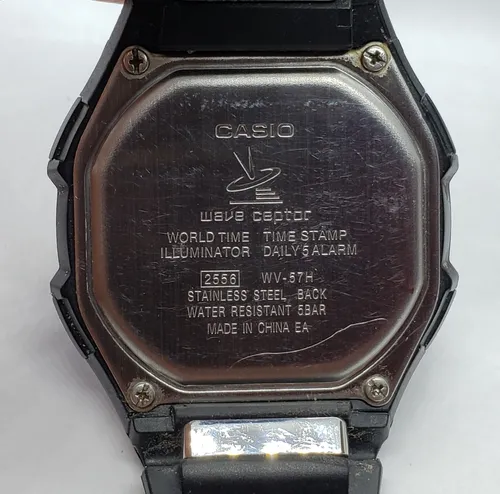 CASIO
wave ceptor
WORLD TIME TIME STAMP
ILLUMINATOR DAILY 5 ALARM
2556 WV-57H
STAINLESS STEEL BACK
WATER RESISTANT 5BAR
MADE IN CHINA EA